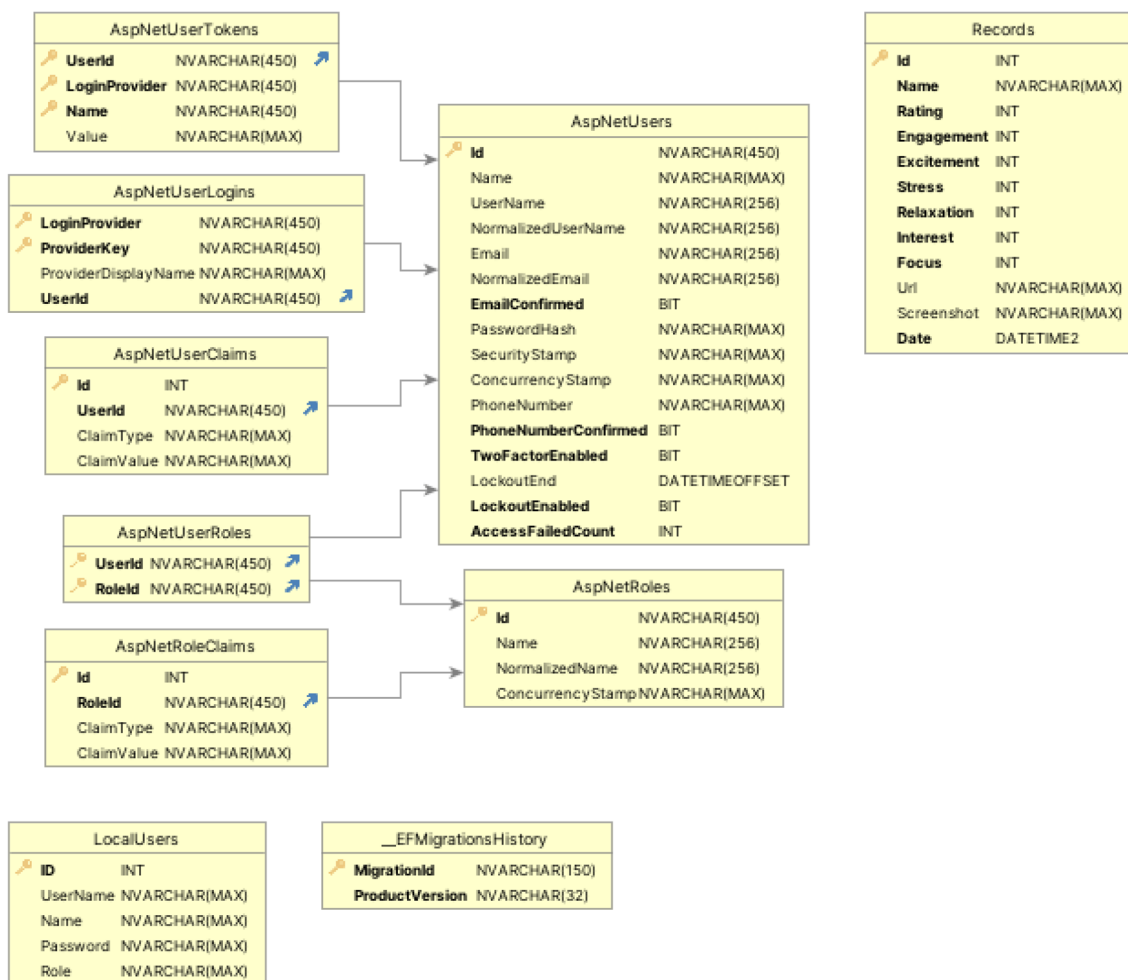 AspNetUserTokens
UserId NVARCHAR(450)
LoginProvider NVARCHAR(450)
Name NVARCHAR(450)
Value NVARCHAR(MAX)
AspNetUserLogins
LoginProvider NVARCHAR(450)
ProviderKey NVARCHAR(450)
ProviderDisplayName NVARCHAR(MAX)
UserId NVARCHAR(450)
AspNetUserClaims
Id INT
UserId NVARCHAR(450)
ClaimType NVARCHAR(MAX)
ClaimValue NVARCHAR(MAX)
AspNetUserRoles
UserId NVARCHAR(450)
RoleId NVARCHAR(450)
AspNetRoleClaims
Id INT
RoleId NVARCHAR(450)
ClaimType NVARCHAR(MAX)
ClaimValue NVARCHAR(MAX)
AspNetUsers
Id NVARCHAR(450)
Name NVARCHAR(MAX)
UserName NVARCHAR(256)
NormalizedUserName NVARCHAR(256)
Email NVARCHAR(256)
NormalizedEmail NVARCHAR(256)
EmailConfirmed BIT
PasswordHash NVARCHAR(MAX)
SecurityStamp NVARCHAR(MAX)
ConcurrencyStamp NVARCHAR(MAX)
PhoneNumber NVARCHAR(MAX)
PhoneNumberConfirmed BIT
TwoFactorEnabled BIT
LockoutEnd DATETIMEOFFSET
LockoutEnabled BIT
AccessFailedCount INT
AspNetRoles
Id NVARCHAR(450)
Name NVARCHAR(256)
NormalizedName NVARCHAR(256)
ConcurrencyStamp NVARCHAR(MAX)
Records
Id INT
Name NVARCHAR(MAX)
Rating INT
Engagement INT
Excitement INT
Stress INT
Relaxation INT
Interest INT
Focus INT
Url NVARCHAR(MAX)
Screenshot NVARCHAR(MAX)
Date DATETIME2
LocalUsers
ID INT
UserName NVARCHAR(MAX)
Name NVARCHAR(MAX)
Password NVARCHAR(MAX)
Role NVARCHAR(MAX)
__EFMigrationsHistory
MigrationId NVARCHAR(150)
ProductVersion NVARCHAR(32)